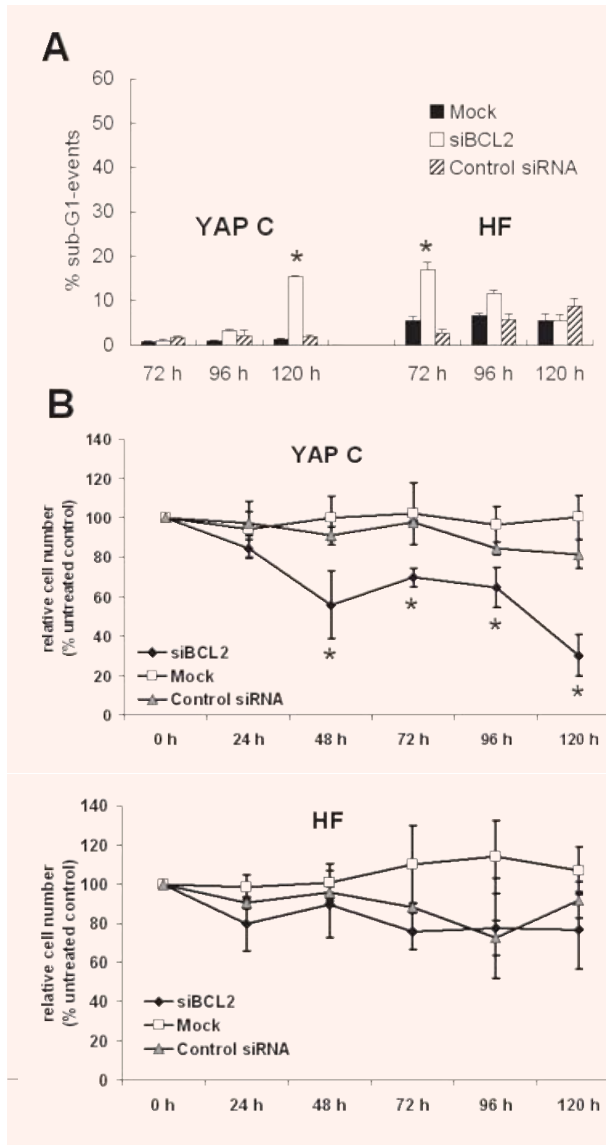 A
60
50
40
30
20
10
0
% sub-G1-events
Mock
siBCL2
Control siRNA
YAP C
HF
*
*
72 h 96 h 120 h 72 h 96 h 120 h
B
YAP C
140
120
100
80
60
40
20
0
relative cell number
(% untreated control)
siBCL2
Mock
Control siRNA
*
*
*
*
0 h 24 h 48 h 72 h 96 h 120 h
HF
140
120
100
80
60
40
20
0
relative cell number
(% untreated control)
siBCL2
Mock
Control siRNA
0 h 24 h 48 h 72 h 96 h 120 h